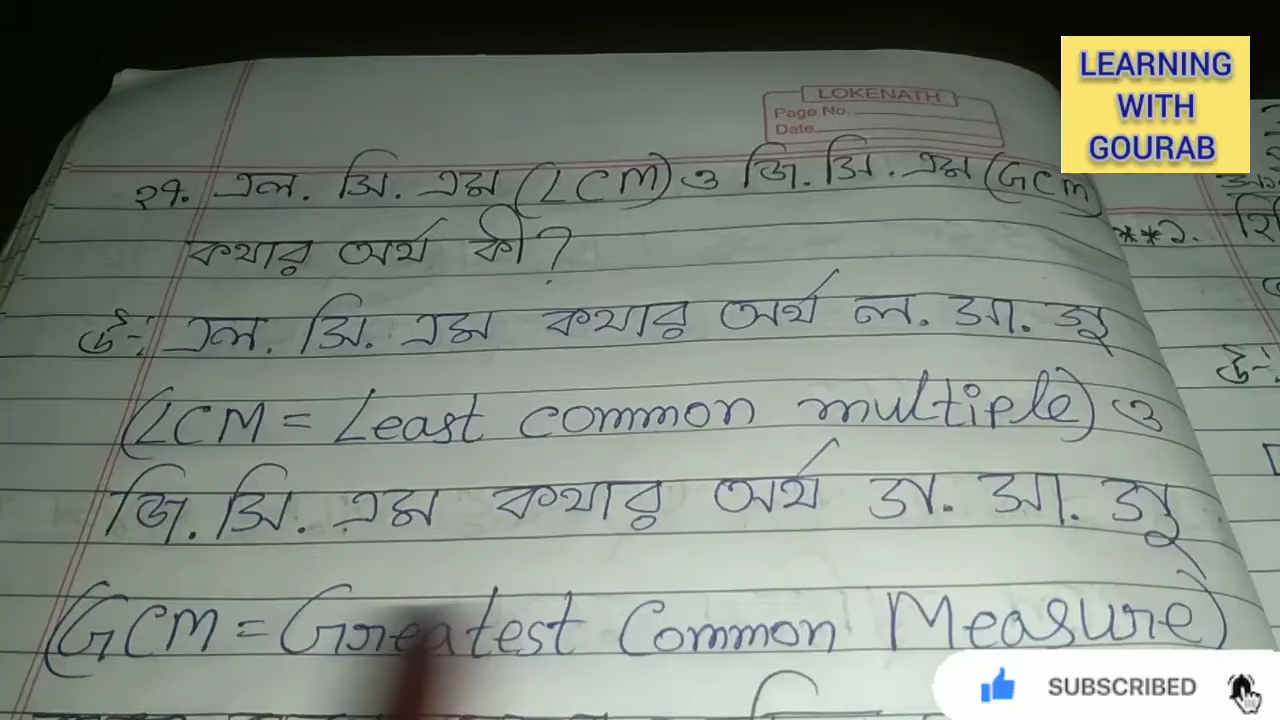 LEARNING
WITH
GOURAB
LOKENATH
Page No.
Date
২৭. এল. সি. এম (LCM) ও জি. সি. এম (GCM)
কথার অর্থ কী?
উঃ- এল. সি. এম কথার অর্থ ল. সা. গু
(LCM = Least common multiple) ও
জি. সি. এম কথার অর্থ গ. সা. গু
(GCM = Greatest Common Measure)
**১.
উঃ-
SUBSCRIBED